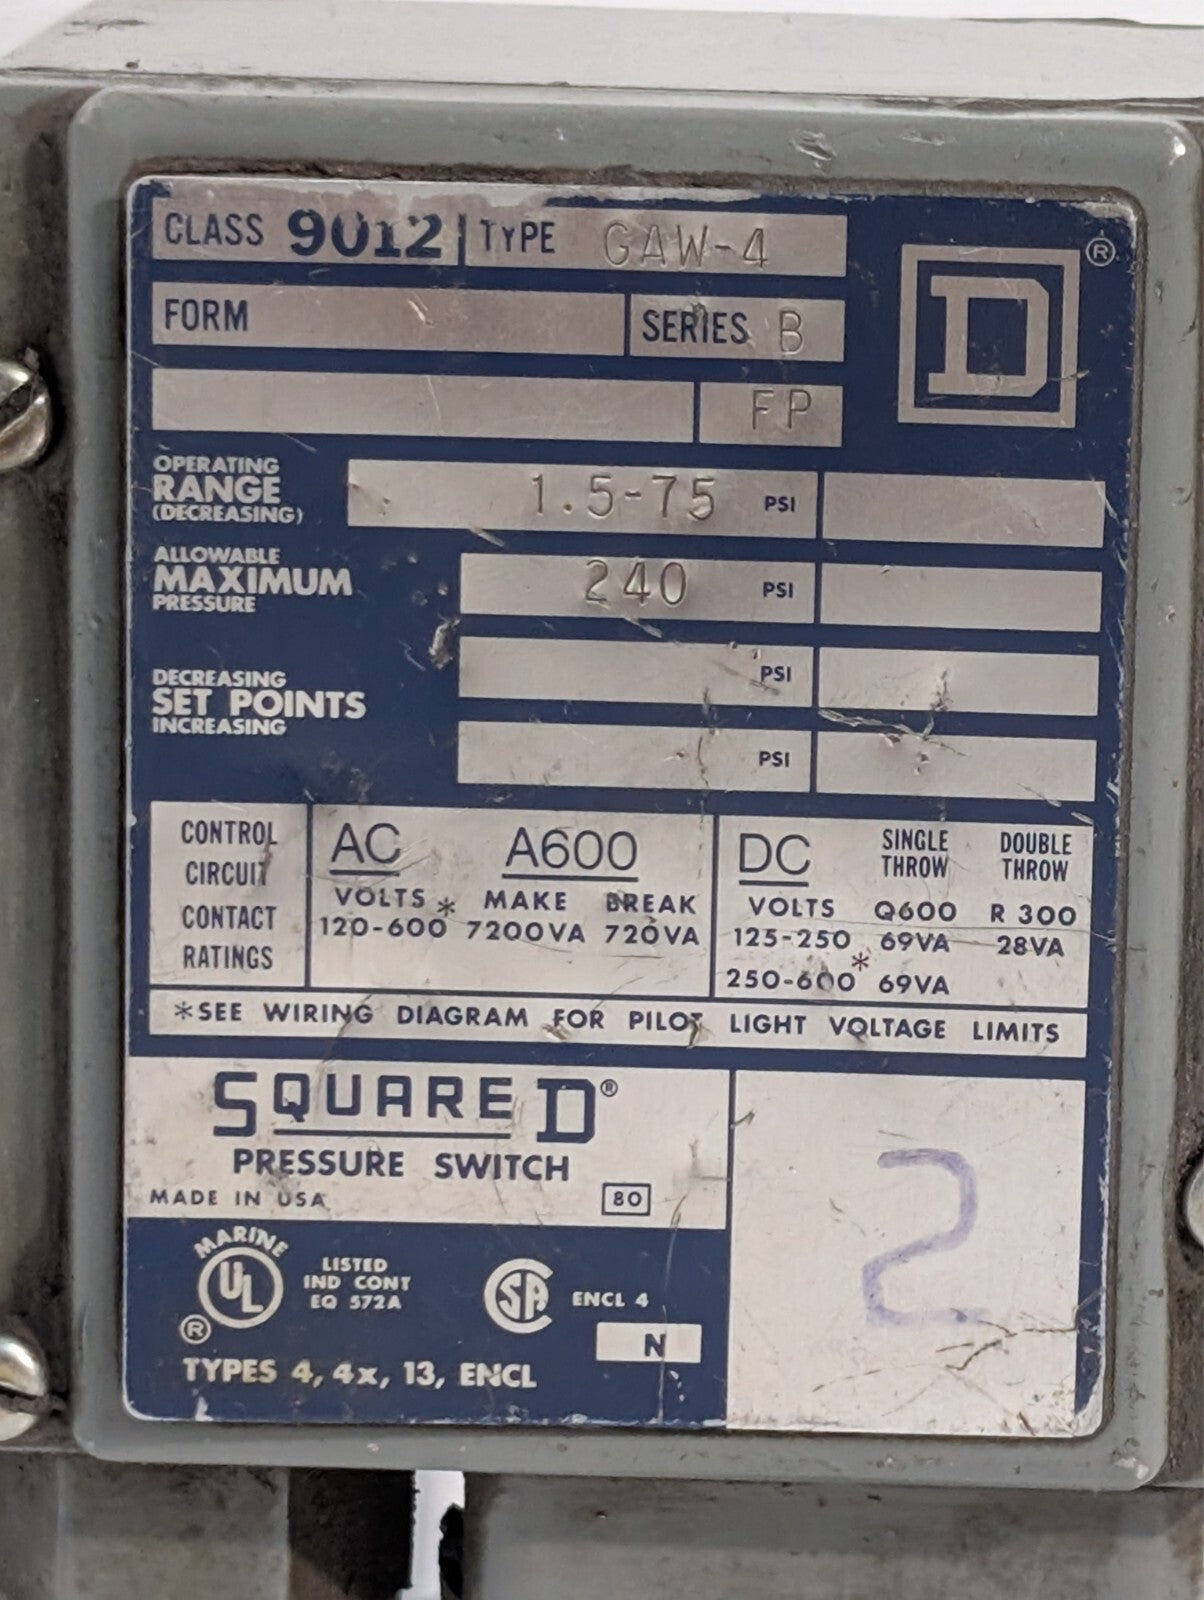 CLASS 9012 TYPE GAW-4
®
D
FORM SERIES B
FP
OPERATING
RANGE
(DECREASING)
1.5-75 PSI
ALLOWABLE
MAXIMUM
PRESSURE
240 PSI
DECREASING
SET POINTS
INCREASING
PSI
PSI
CONTROL
CIRCUIT
CONTACT
RATINGS
AC A600
VOLTS * MAKE BREAK
120-600 7200VA 720VA
DC SINGLE THROW DOUBLE THROW
VOLTS Q600 R 300
125-250 69VA 28VA
250-600* 69VA
*SEE WIRING DIAGRAM FOR PILOT LIGHT VOLTAGE LIMITS
SQUARE D®
PRESSURE SWITCH
MADE IN USA 80
2
MARINE
UL
®
LISTED
IND CONT
EQ 572A
SA ENCL 4
N
TYPES 4, 4x, 13, ENCL